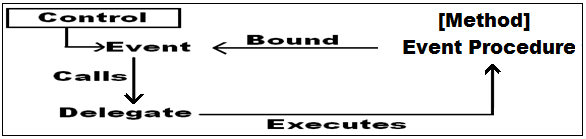 Control
[Method]
Event
Bound
Event Procedure
Calls
Delegate
Executes